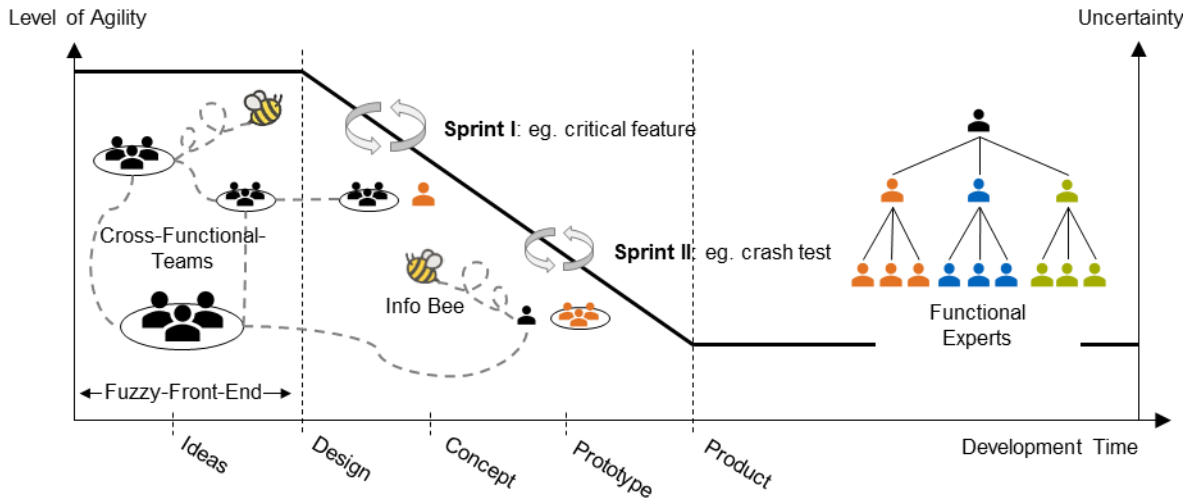 Level of Agility
Uncertainty
Sprint I: eg. critical feature
Cross-Functional-
Teams
Sprint II: eg. crash test
Info Bee
Functional
Experts
Fuzzy-Front-End
Ideas
Design
Concept
Prototype
Product
Development Time